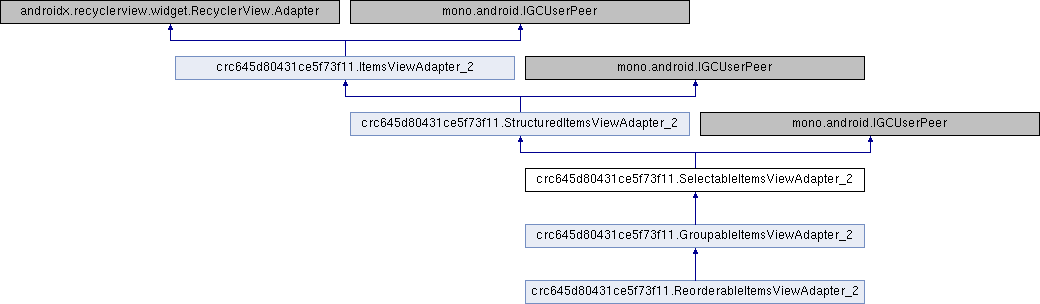 androidx.recyclerview.widget.RecyclerView.Adapter
mono.android.IGCUserPeer
crc645d80431ce5f73f11.ItemsViewAdapter_2
mono.android.IGCUserPeer
crc645d80431ce5f73f11.StructuredItemsViewAdapter_2
mono.android.IGCUserPeer
crc645d80431ce5f73f11.SelectableItemsViewAdapter_2
crc645d80431ce5f73f11.GroupableItemsViewAdapter_2
crc645d80431ce5f73f11.ReorderableItemsViewAdapter_2